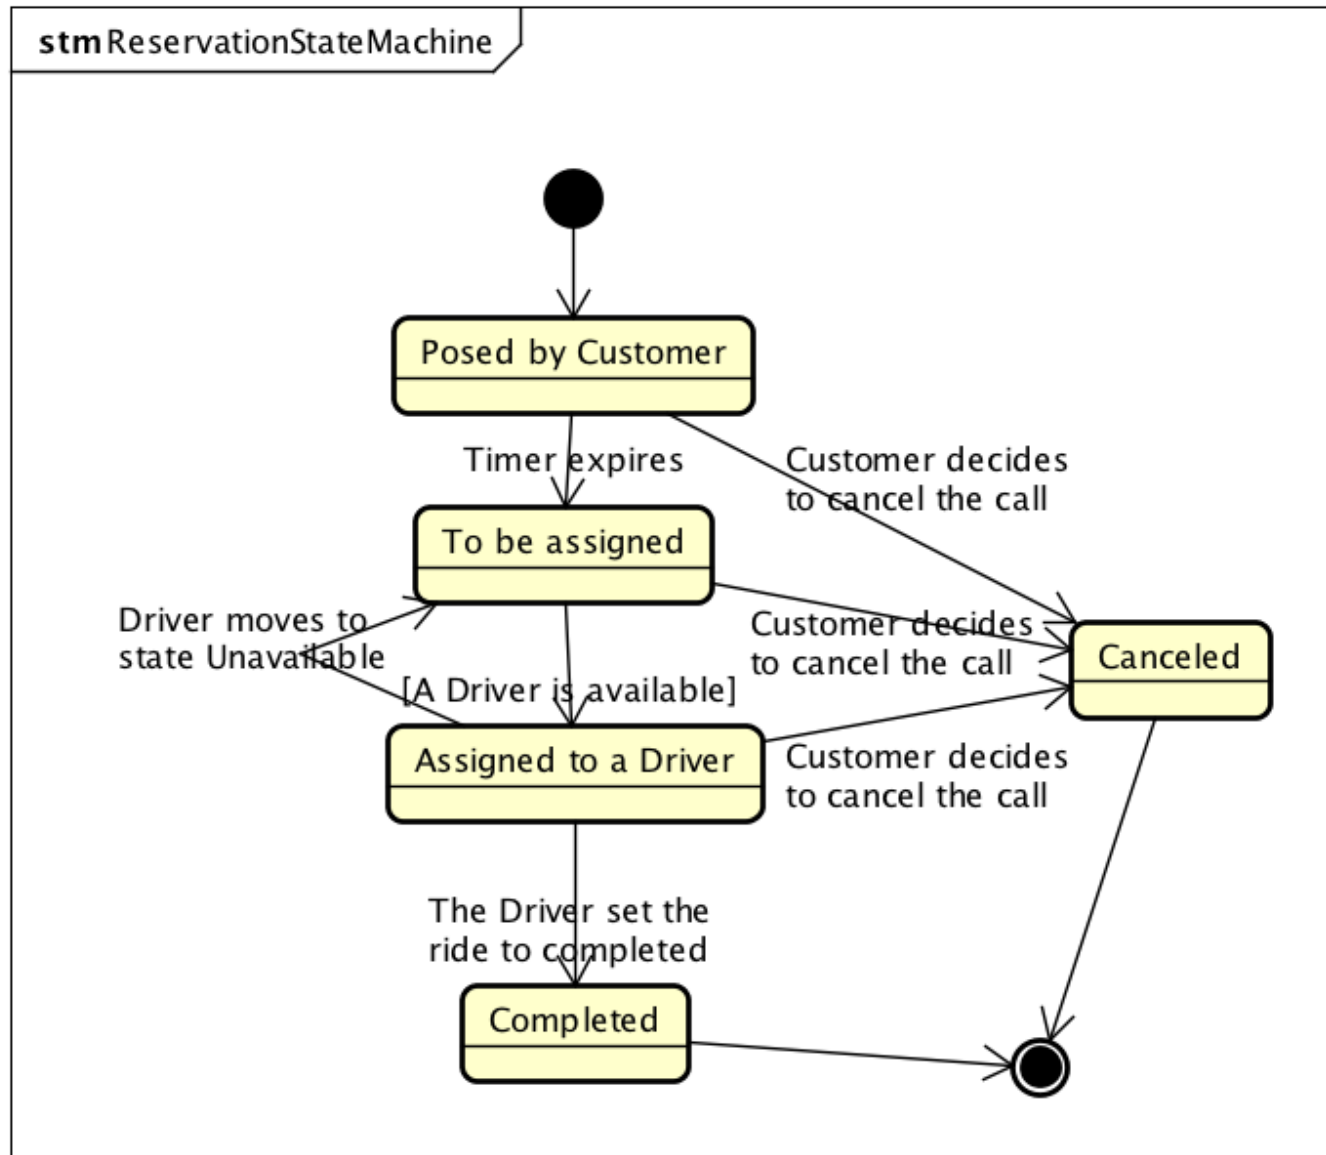 stm ReservationStateMachine
Posed by Customer
Timer expires
Customer decides
to cancel the call
To be assigned
Driver moves to
state Unavailable
Customer decides
to cancel the call
Canceled
[A Driver is available]
Assigned to a Driver
Customer decides
to cancel the call
The Driver set the
ride to completed
Completed